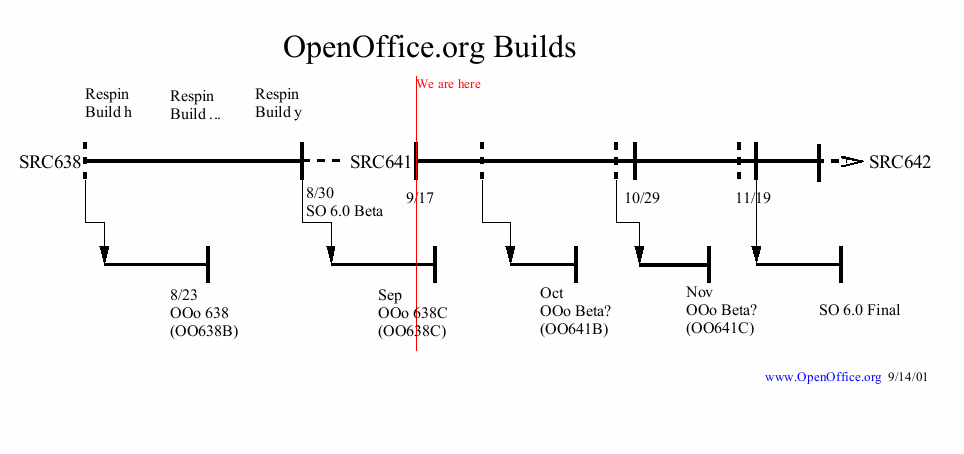 OpenOffice.org Builds
We are here
Respin
Build h
Respin
Build ...
Respin
Build y
SRC638
SRC641
SRC642
8/30
SO 6.0 Beta
9/17
10/29
11/19
8/23
OOo 638
(OO638B)
Sep
OOo 638C
(OO638C)
Oct
OOo Beta?
(OO641B)
Nov
OOo Beta?
(OO641C)
SO 6.0 Final
www.OpenOffice.org 9/14/01